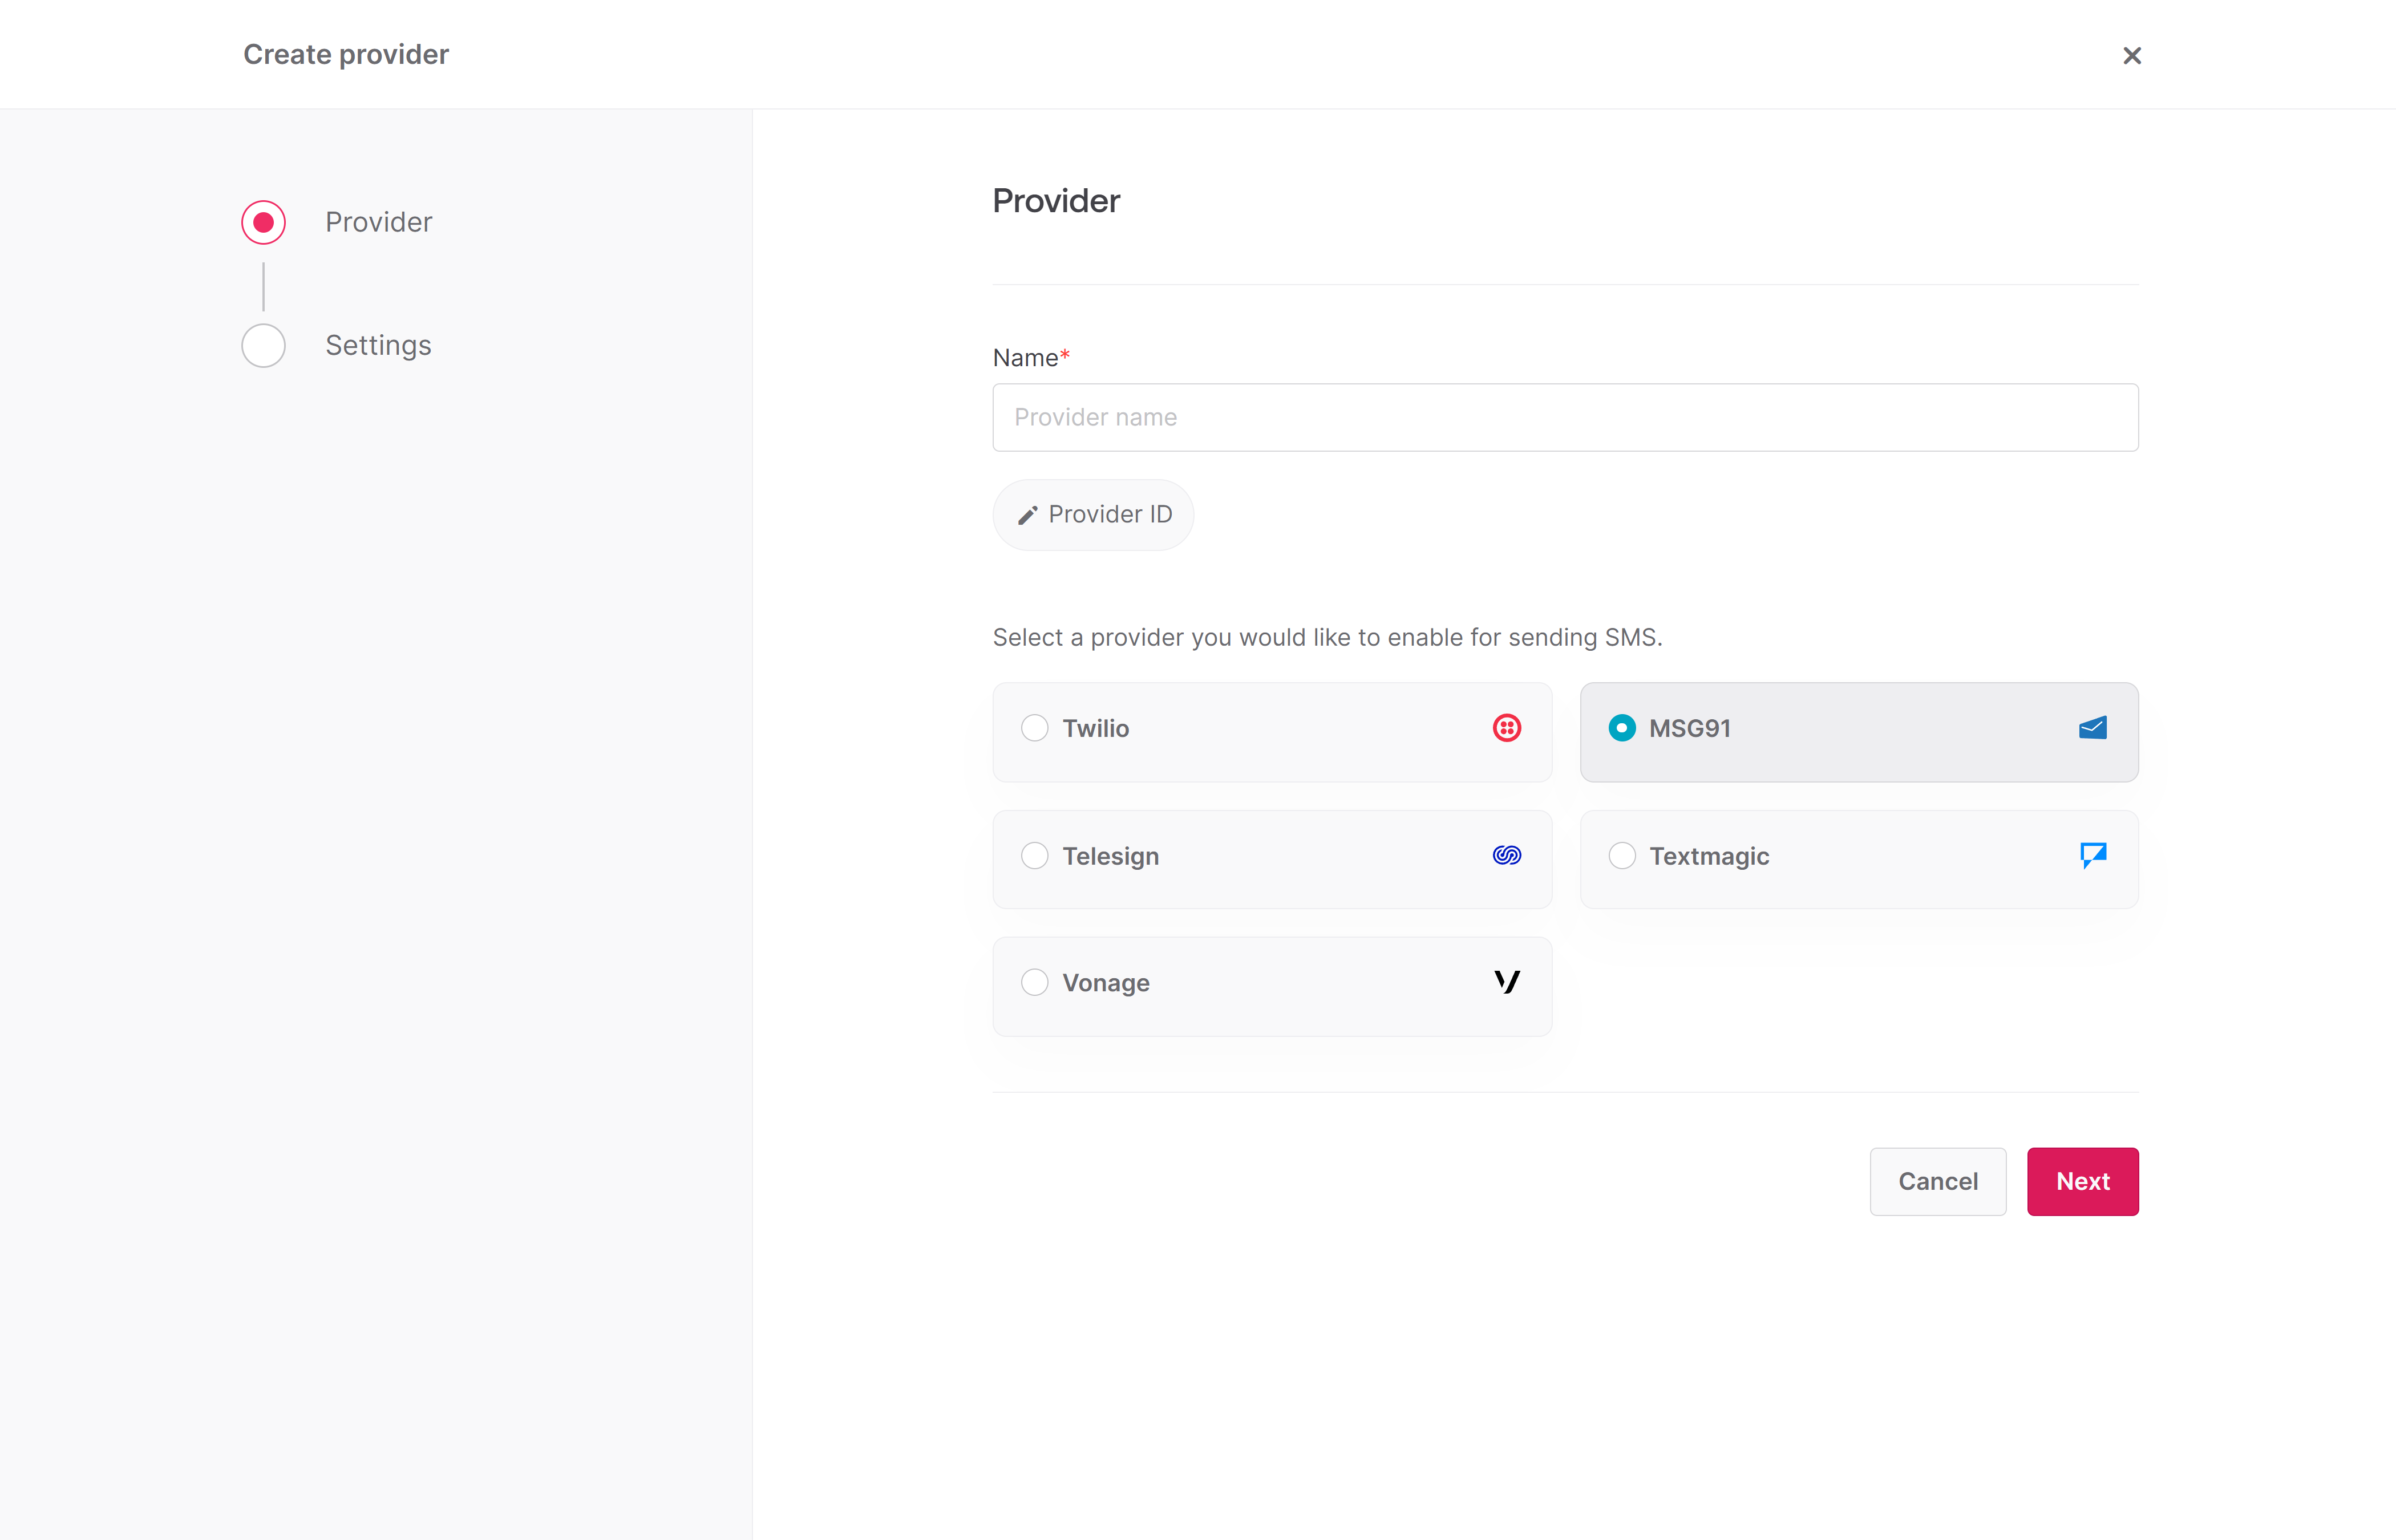 Create provider
Provider
Settings
Provider
Name*
Provider name
Provider ID
Select a provider you would like to enable for sending SMS.
Twilio
MSG91
Telesign
Textmagic
Vonage
Cancel
Next